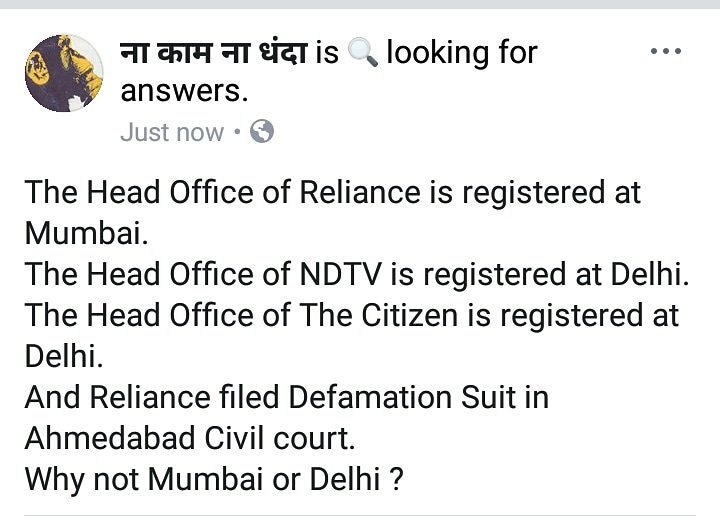 ना काम ना धंदा is 🔍 looking for
answers.
Just now •
The Head Office of Reliance is registered at
Mumbai.
The Head Office of NDTV is registered at Delhi.
The Head Office of The Citizen is registered at
Delhi.
And Reliance filed Defamation Suit in
Ahmedabad Civil court.
Why not Mumbai or Delhi ?